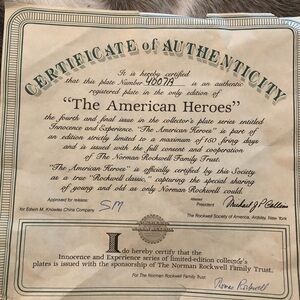 CERTIFICATE of AUTHENTICITY
It is hereby certified
that this plate Number 4007A is an authentic
registered plate in the only edition of
"The American Heroes"
the fourth and final issue in the collector's plate series entitled
Innocence and Experience. "The American Heroes" is part of
an edition strictly limited to a maximum of 150 firing days
and is issued with the full consent and cooperation
of The Norman Rockwell Family Trust.
"The American Heroes" is officially certified by this Society
as a true "Rockwell classic," capturing the special sharing
of young and old as only Norman Rockwell could.
Approved for release:
SM
for Edwin M. Knowles China Company
The Rockwell Society of America, Ardsley, New York
I do hereby certify that the
Innocence and Experience series of limited-edition collector's
plates is issued with the sponsorship of The Norman Rockwell Family Trust.
For The Norman Rockwell Family Trust
Thomas Rockwell